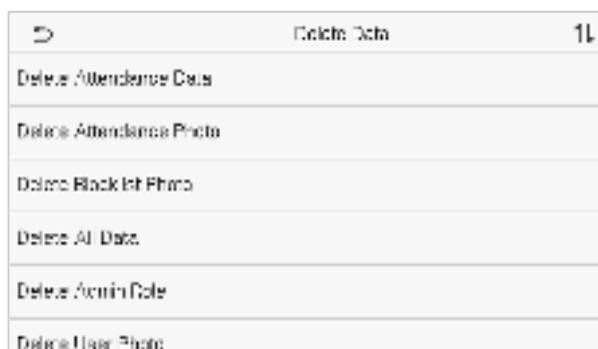 Delete Data
Delete Attendance Data
Delete Attendance Photo
Delete Blocklist Photo
Delete All Data
Delete Admin Role
Delete User Photo